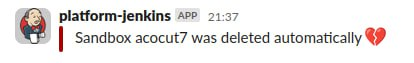 platform-jenkins APP 21:37
Sandbox acocut7 was deleted automatically💔